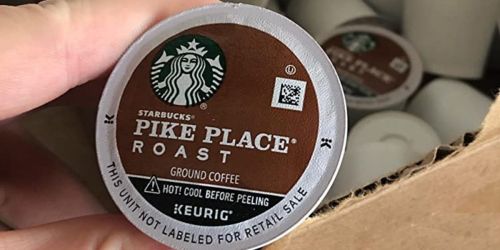 STARBUCKS®
PIKE PLACE®
ROAST
GROUND COFFEE
HOT! COOL BEFORE PEELING
KEURIG®
THIS UNIT NOT LABELED FOR RETAIL SALE
PIKE PLACE
ROAST